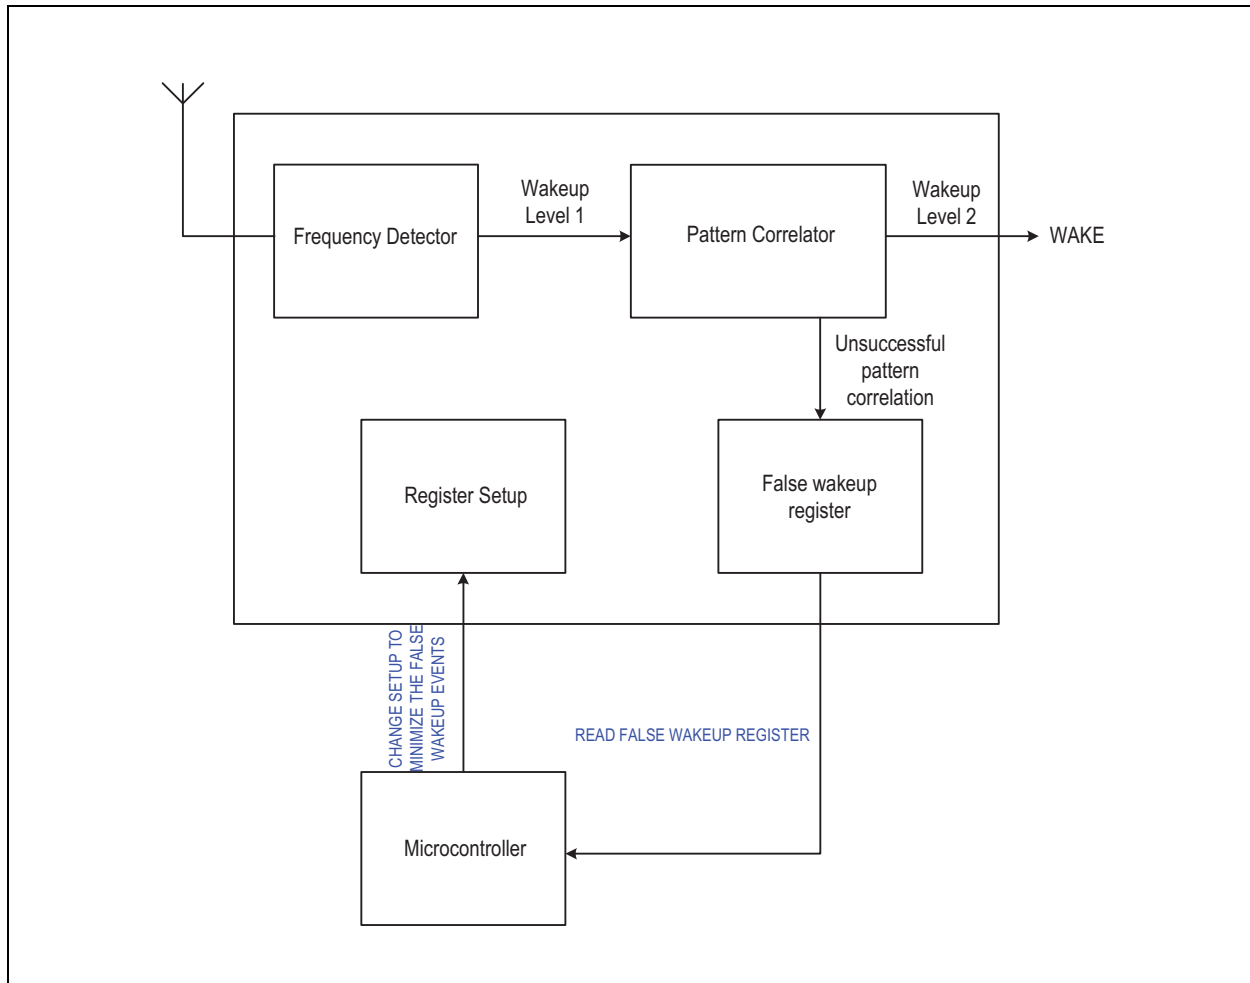 Wakeup
Level 1
Wakeup
Level 2
Frequency Detector
Pattern Correlator
WAKE
Unsuccessful
pattern
correlation
Register Setup
False wakeup
register
CHANGE SETUP TO
MINIMIZE THE FALSE
WAKEUP EVENTS
READ FALSE WAKEUP REGISTER
Microcontroller